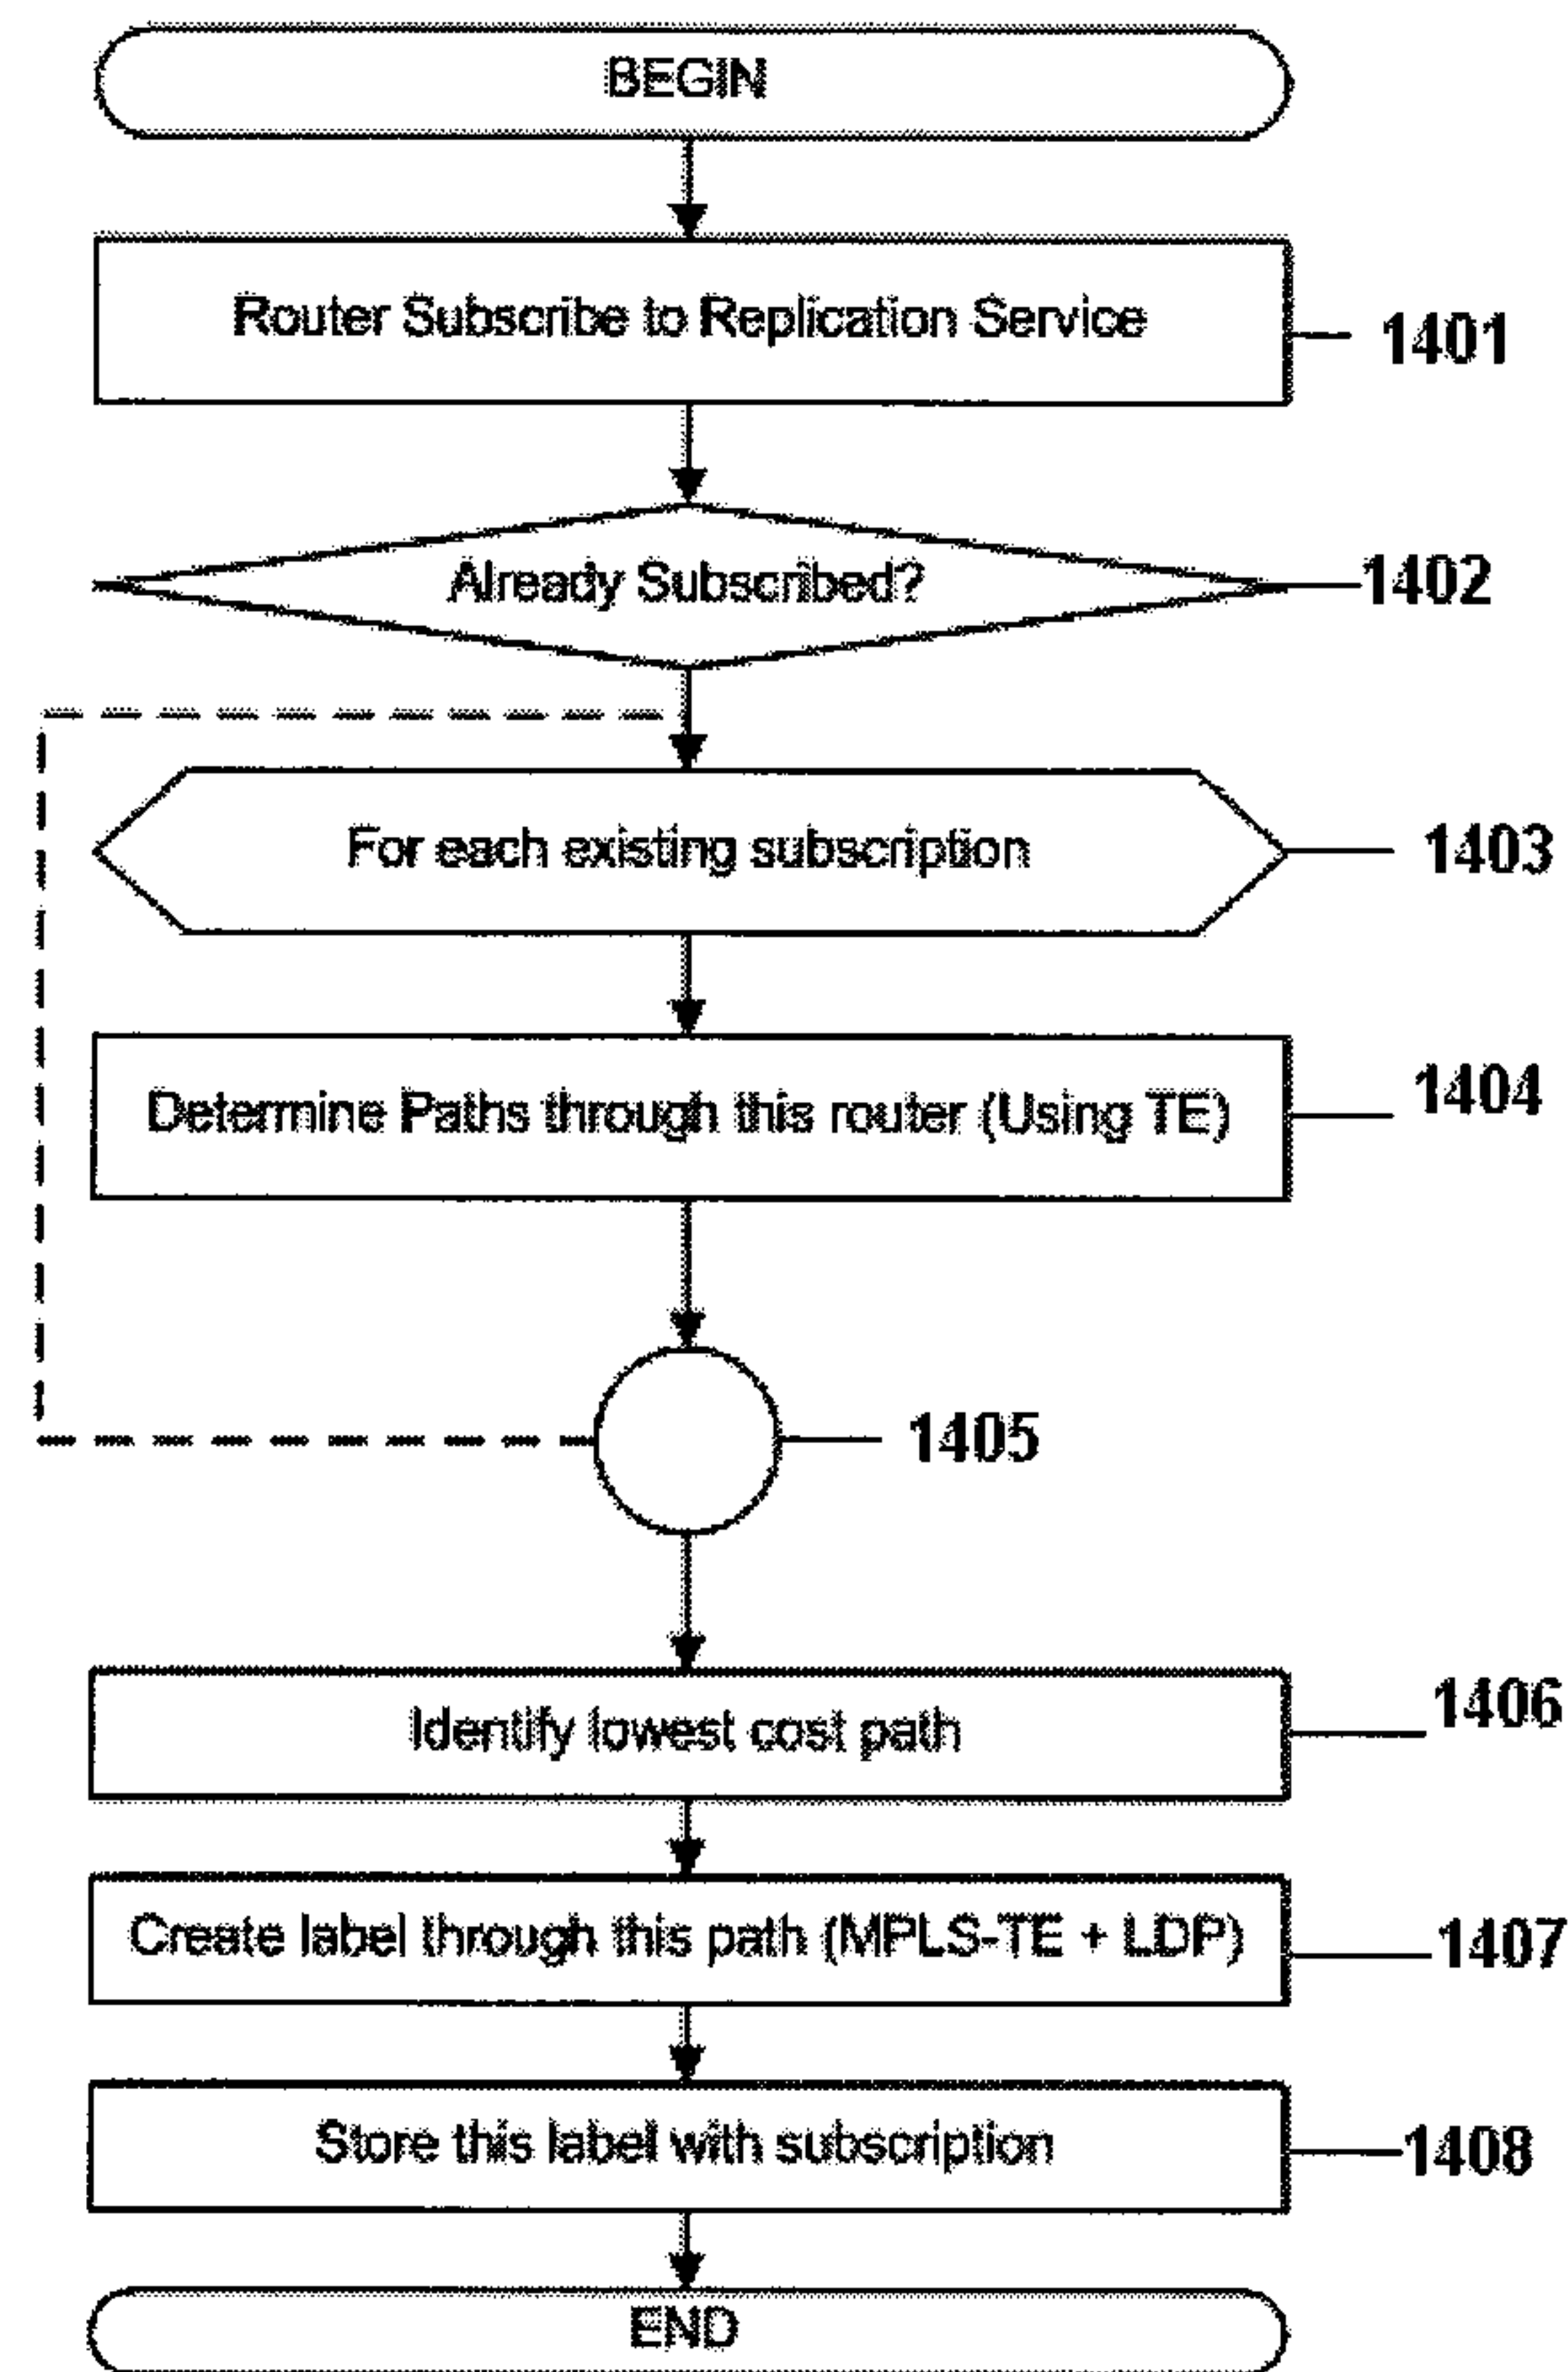 BEGIN
Router Subscribe to Replication Service
1401
Already Subscribed?
1402
For each existing subscription
1403
Determine Paths through this router (Using TE)
1404
1405
Identify lowest cost path
1406
Create label through this path (MPLS-TE + LDP)
1407
Store this label with subscription
1408
END